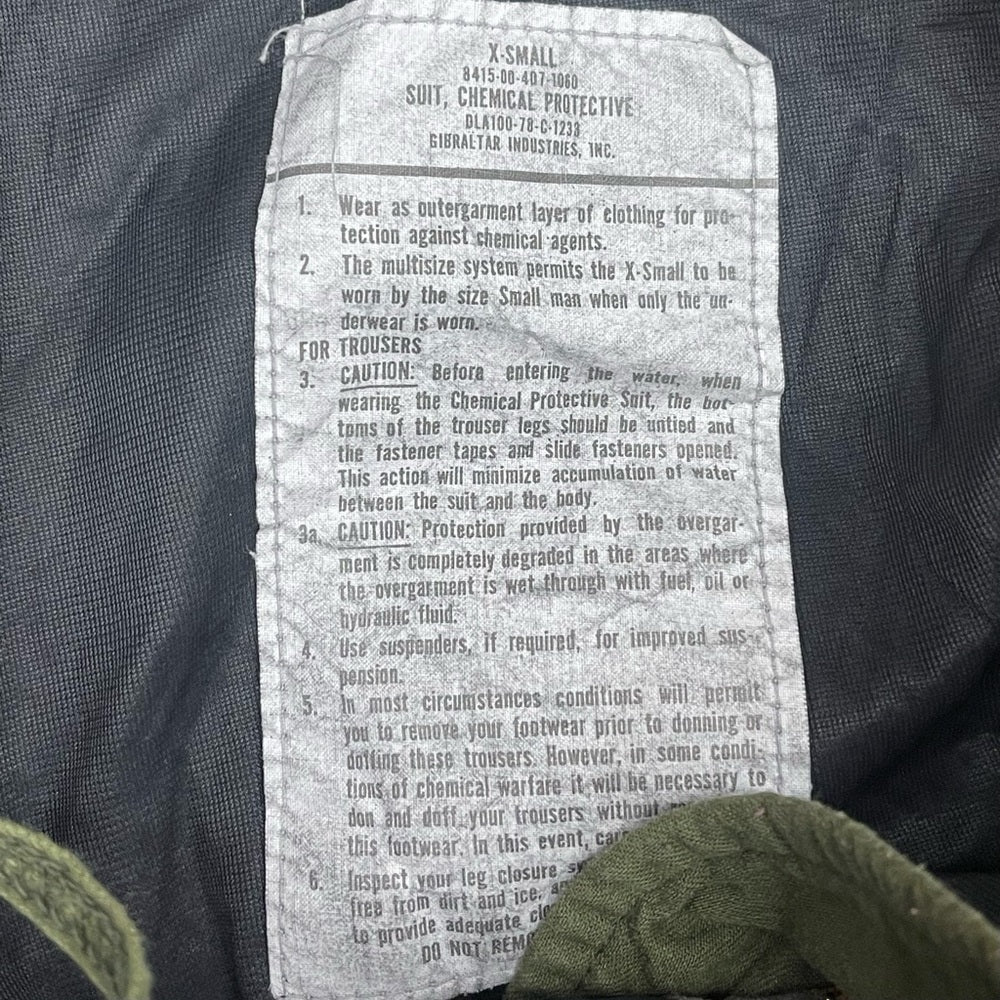 X-SMALL
8415-00-407-1060
SUIT, CHEMICAL PROTECTIVE
DLA100-78-C-1233
GIBRALTAR INDUSTRIES, INC.
1. Wear as outergarment layer of clothing for pro-
tection against chemical agents.
2. The multisize system permits the X-Small to be
worn by the size Small man when only the un-
derwear is worn.
FOR TROUSERS
3. CAUTION: Before entering the water, when
wearing the Chemical Protective Suit, the bot-
toms of the trouser legs should be untied and
the fastener tapes and slide fasteners opened.
This action will minimize accumulation of water
between the suit and the body.
3a. CAUTION: Protection provided by the overgar-
ment is completely degraded in the areas where
the overgarment is wet through with fuel, oil or
hydraulic fluid.
4. Use suspenders, if required, for improved sus-
pension.
5. In most circumstances conditions will permit
you to remove your footwear prior to donning or
doffing these trousers. However, in some condi-
tions of chemical warfare it will be necessary to
don and doff your trousers without
this footwear. In this event,
6. Inspect your leg closure
free from dirt and ice,
to provide adequate
DO NOT